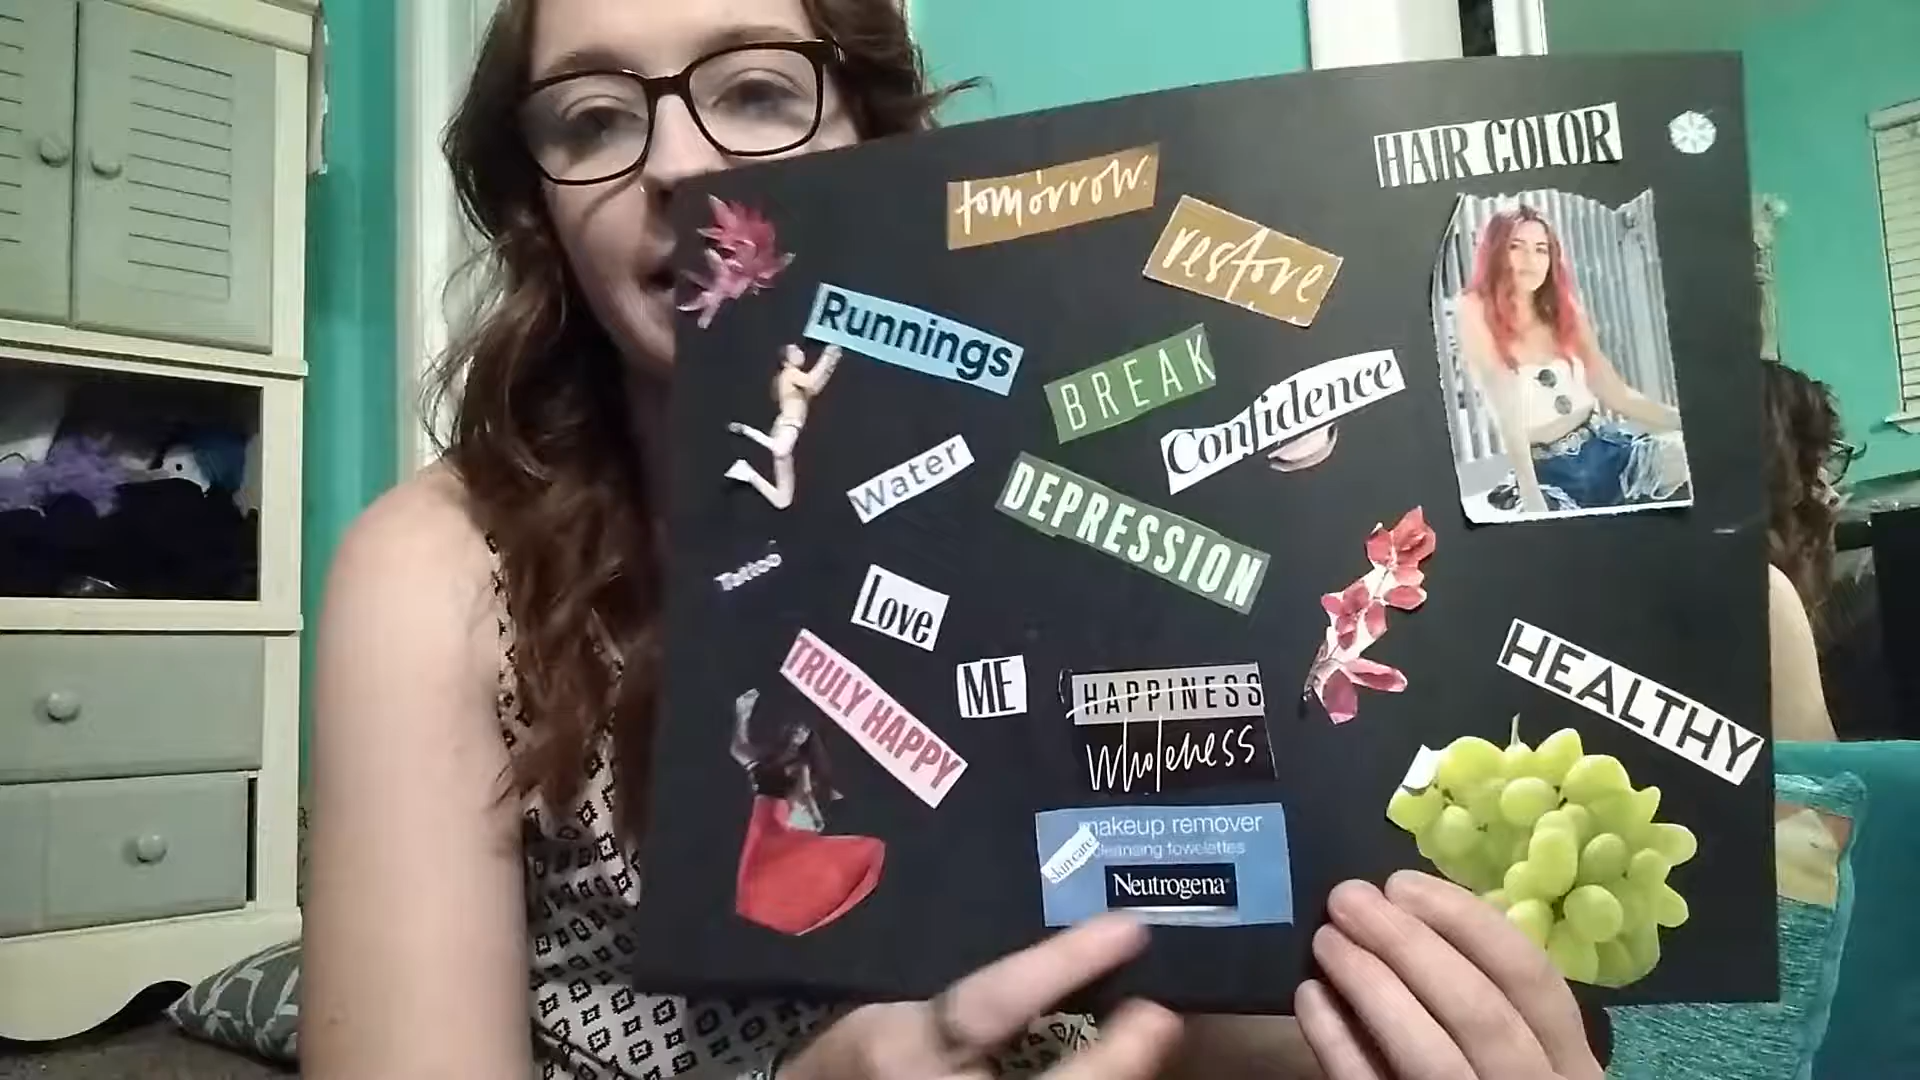 HAIR COLOR
tomorrow.
restore
Runnings
BREAK
Confidence
Water
DEPRESSION
Tattoo
Love
TRULY HAPPY
ME
HAPPINESS
wholeness
HEALTHY
makeup remover
cleansing towelettes
skin care
Neutrogena